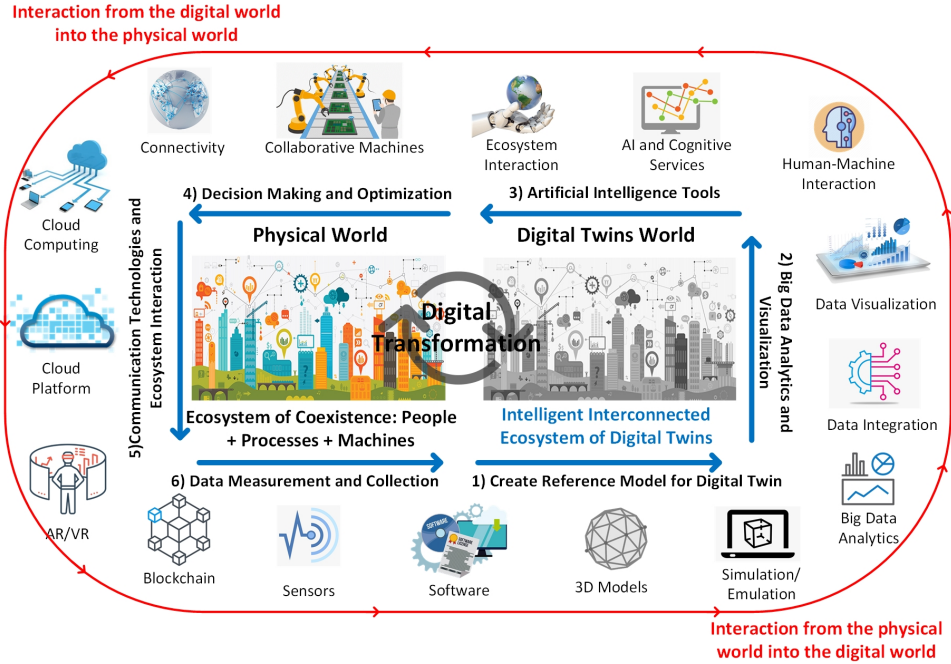 Interaction from the digital world
into the physical world
Connectivity
Collaborative Machines
Ecosystem
Interaction
AI and Cognitive
Services
Human-Machine
Interaction
Cloud
Computing
4) Decision Making and Optimization
3) Artificial Intelligence Tools
Physical World
Digital Twins World
5)Communication Technologies and
Ecosystem Interaction
2) Big Data Analytics and
Visualization
Data Visualization
Digital
Transformation
Cloud
Platform
Ecosystem of Coexistence: People
+ Processes + Machines
Intelligent Interconnected
Ecosystem of Digital Twins
Data Integration
6) Data Measurement and Collection
1) Create Reference Model for Digital Twin
AR/VR
Big Data
Analytics
SOFTWARE
Blockchain
Sensors
Software
3D Models
Simulation/
Emulation
Interaction from the physical
world into the digital world